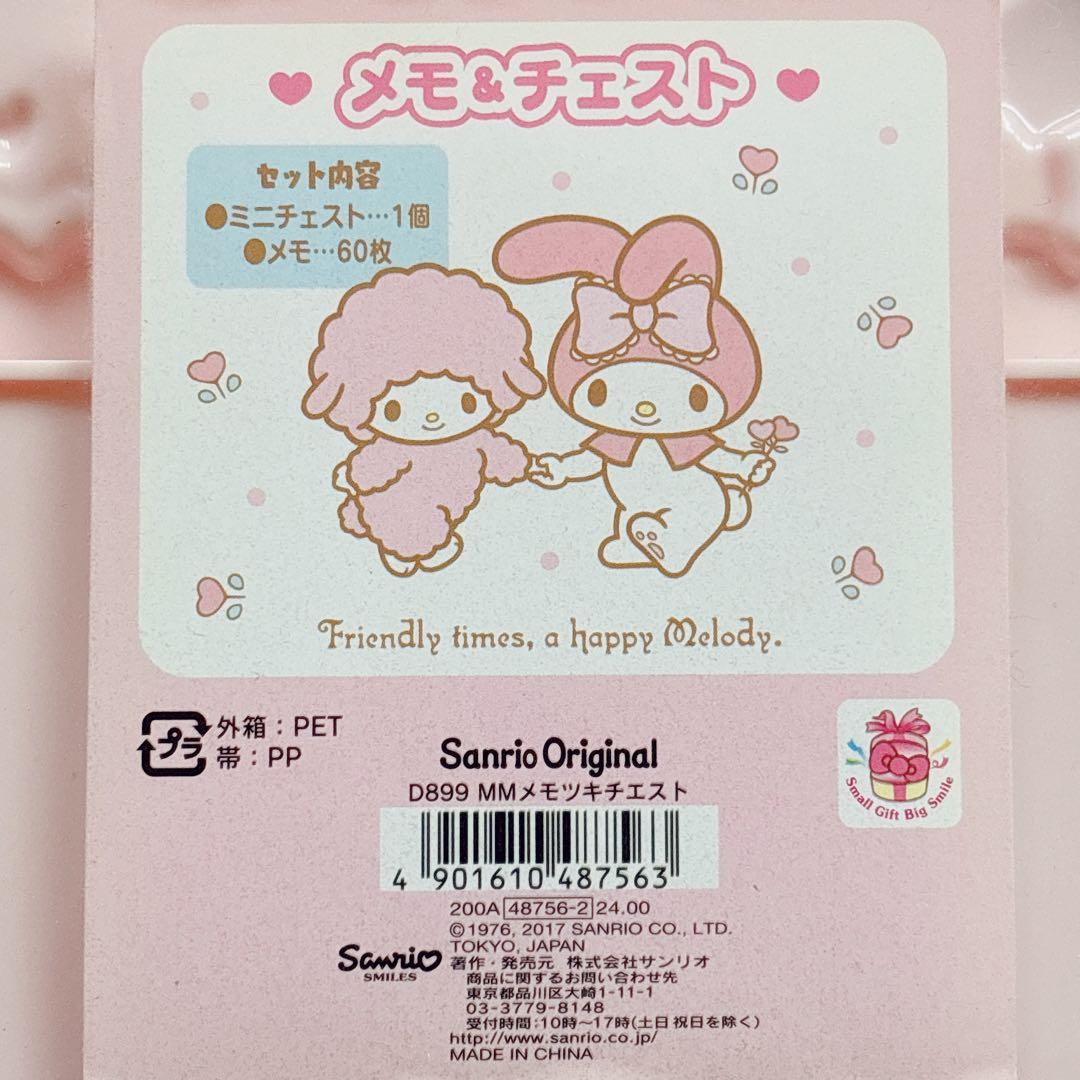 メモ&チェスト
セット内容
●ミニチェスト…1個
●メモ…60枚
Friendly times, a happy Melody.
プラ
外箱：PET
帯：PP
Sanrio Original
D899 MMメモツキチエスト
4 901610 487563
Small Gift Big Smile
200A 48756-2 24.00
©1976, 2017 SANRIO CO., LTD.
TOKYO, JAPAN
Sanrio
SMILES
著作・発売元 株式会社サンリオ
商品に関するお問い合わせ先
東京都品川区大崎1-11-1
03-3779-8148
受付時間：10時〜17時(土日祝日を除く)
http://www.sanrio.co.jp/
MADE IN CHINA